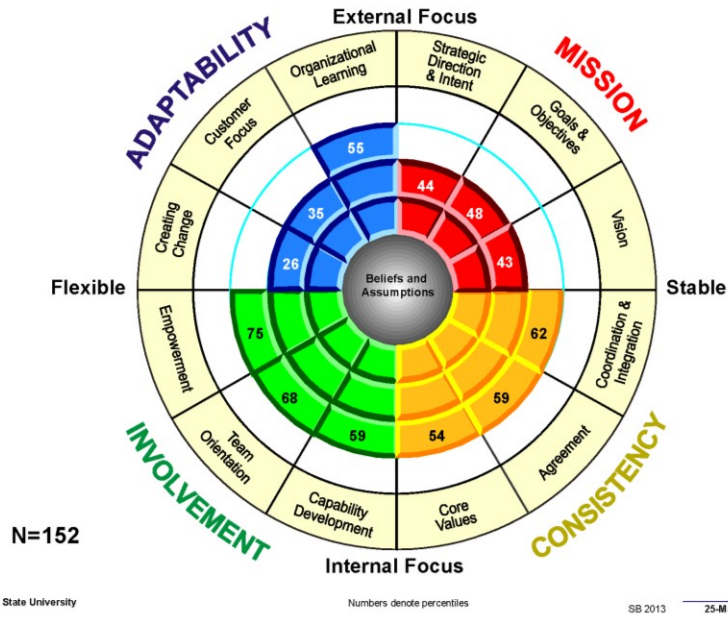 External Focus
ADAPTABILITY
MISSION
Organizational
Learning
Strategic
Direction
& Intent
Customer
Focus
Goals &
Objectives
Creating
Change
Vision
55
44
35
48
26
43
Flexible
Beliefs and
Assumptions
Stable
75
62
68
59
59
54
Empowerment
Coordination &
Integration
Team
Orientation
Agreement
Capability
Development
Core
Values
INVOLVEMENT
CONSISTENCY
N=152
Internal Focus
State University
Numbers denote percentiles
SB 2013
25-M